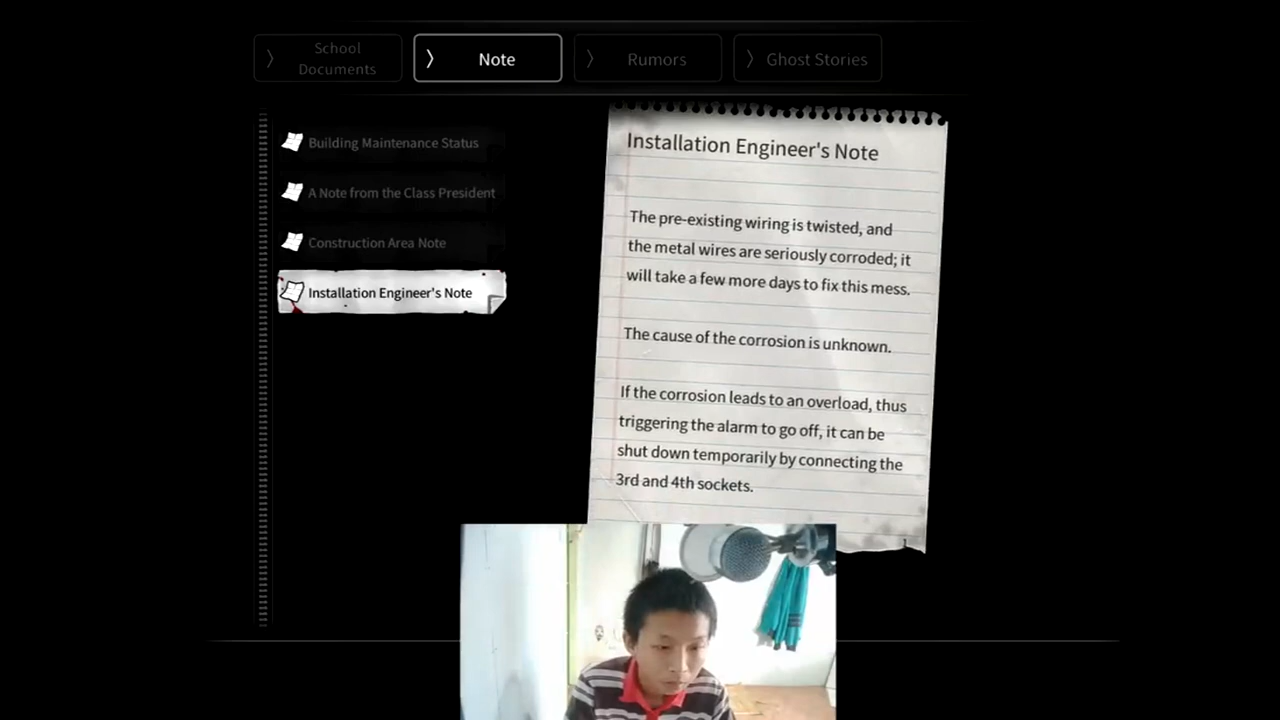 School
Documents
Note
Rumors
Ghost Stories
Building Maintenance Status
A Note from the Class President
Construction Area Note
Installation Engineer's Note
Installation Engineer's Note
The pre-existing wiring is twisted, and
the metal wires are seriously corroded; it
will take a few more days to fix this mess.
The cause of the corrosion is unknown.
If the corrosion leads to an overload, thus
triggering the alarm to go off, it can be
shut down temporarily by connecting the
3rd and 4th sockets.